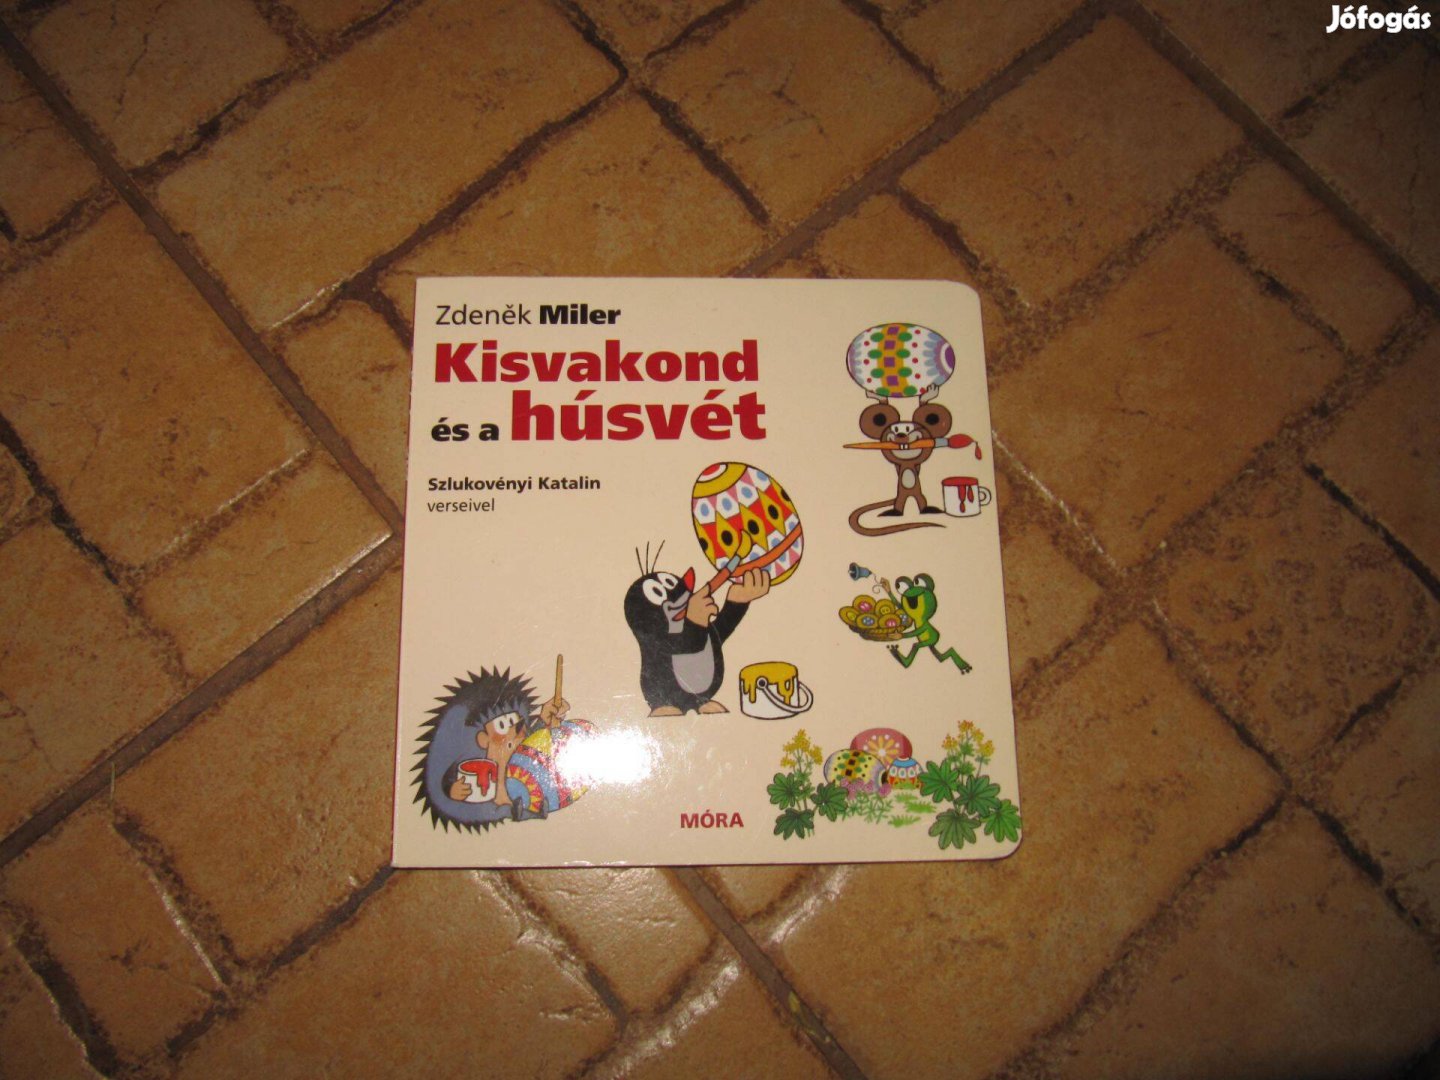 Jófogás
Zdeněk Miler
Kisvakond
és a húsvét
Szlukovényi Katalin
verseivel
MÓRA